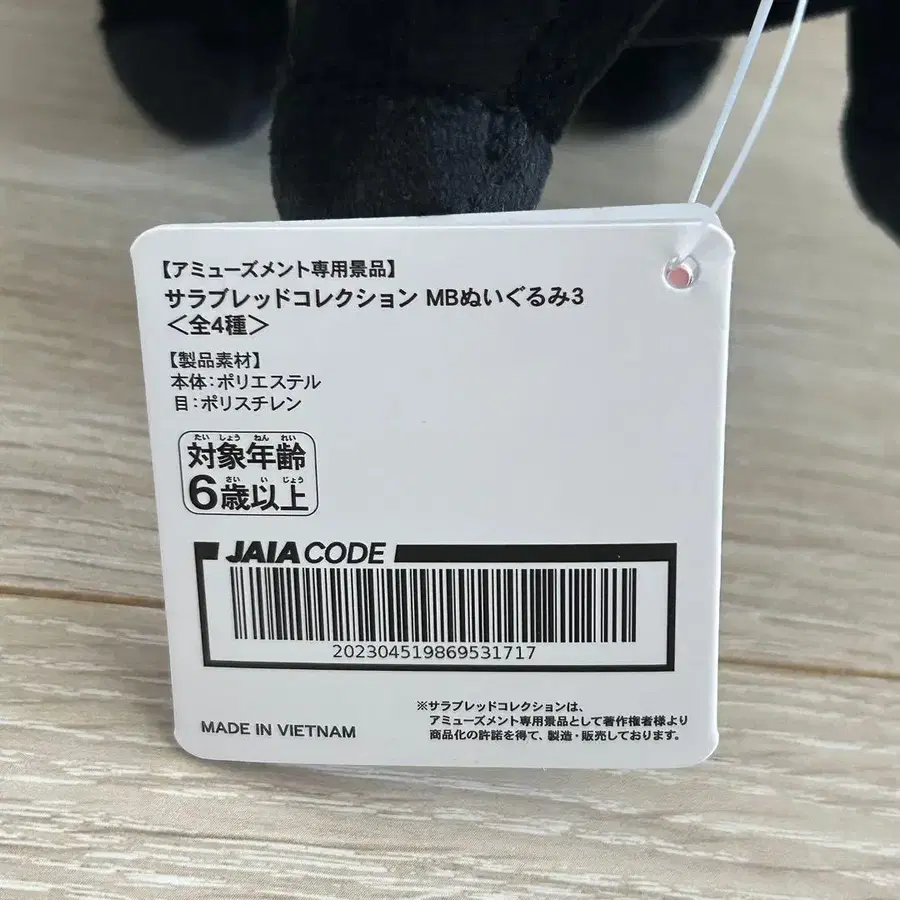 【アミューズメント専用景品】
サラブレッドコレクション MBぬいぐるみ3
＜全4種＞
【製品素材】
本体：ポリエステル
目：ポリスチレン
たい しょう ねん れい
対象年齢
さい い じょう
6歳以上
JAIA CODE
202304519869531717
MADE IN VIETNAM
※サラブレッドコレクションは、
アミューズメント専用景品として著作権者様より
商品化の許諾を得て、製造・販売しております。